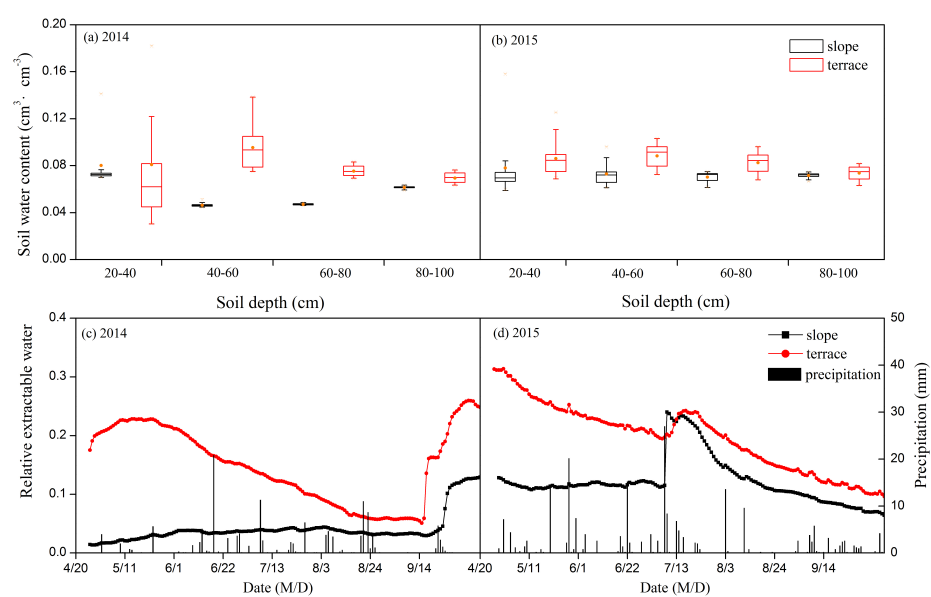 0.20
(a) 2014
(b) 2015
slope
terrace
0.16
0.12
0.08
0.04
0.00
Soil water content (cm³· cm⁻³)
20-40
40-60
60-80
80-100
20-40
40-60
60-80
80-100
Soil depth (cm)
Soil depth (cm)
0.4
(c) 2014
(d) 2015
50
slope
terrace
precipitation
0.3
40
0.2
30
0.1
20
0.0
10
0
Relative extractable water
Precipitation (mm)
4/20
5/11
6/1
6/22
7/13
8/3
8/24
9/14
4/20
5/11
6/1
6/22
7/13
8/3
8/24
9/14
Date (M/D)
Date (M/D)